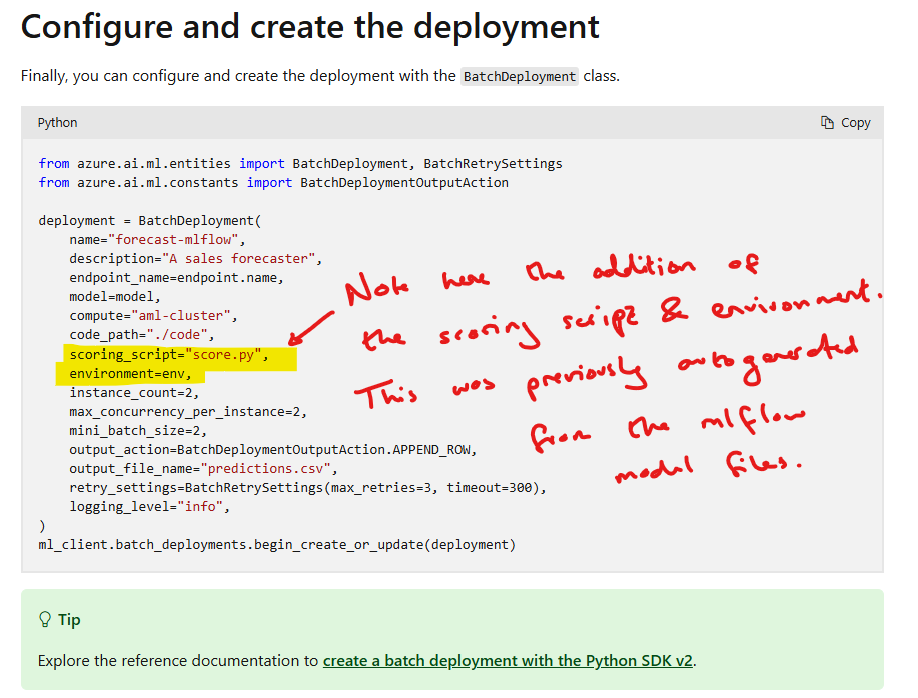 Configure and create the deployment
Finally, you can configure and create the deployment with the BatchDeployment class.
Python
Copy
from azure.ai.ml.entities import BatchDeployment, BatchRetrySettings
from azure.ai.ml.constants import BatchDeploymentOutputAction
deployment = BatchDeployment(
name="forecast-mlflow",
description="A sales forecaster",
endpoint_name=endpoint.name,
model=model,
compute="aml-cluster",
code_path="./code",
scoring_script="score.py",
environment=env,
instance_count=2,
max_concurrency_per_instance=2,
mini_batch_size=2,
output_action=BatchDeploymentOutputAction.APPEND_ROW,
output_file_name="predictions.csv",
retry_settings=BatchRetrySettings(max_retries=3, timeout=300),
logging_level="info",
)
ml_client.batch_deployments.begin_create_or_update(deployment)
Note here the addition of
the scoring script & environment.
This was previously autogenerated
from the mlflow
model files.
Tip
Explore the reference documentation to create a batch deployment with the Python SDK v2.